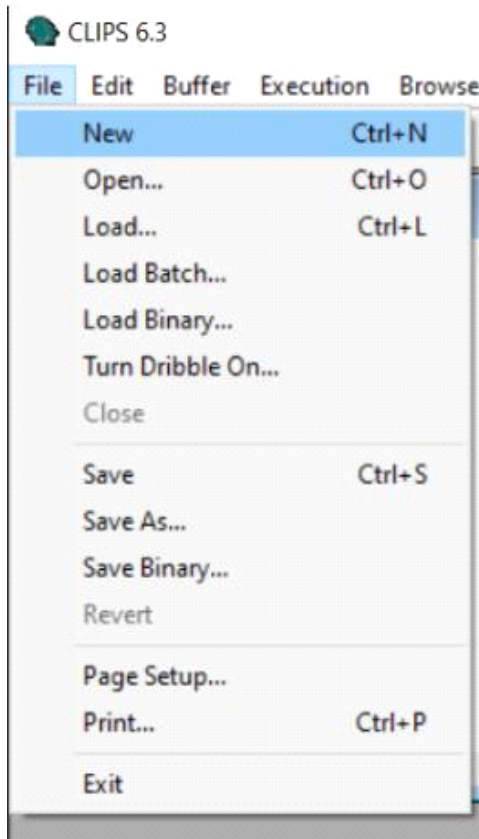 CLIPS 6.3
File Edit Buffer Execution Browse
New Ctrl+N
Open... Ctrl+O
Load... Ctrl+L
Load Batch...
Load Binary...
Turn Dribble On...
Close
Save Ctrl+S
Save As...
Save Binary...
Revert
Page Setup...
Print... Ctrl+P
Exit